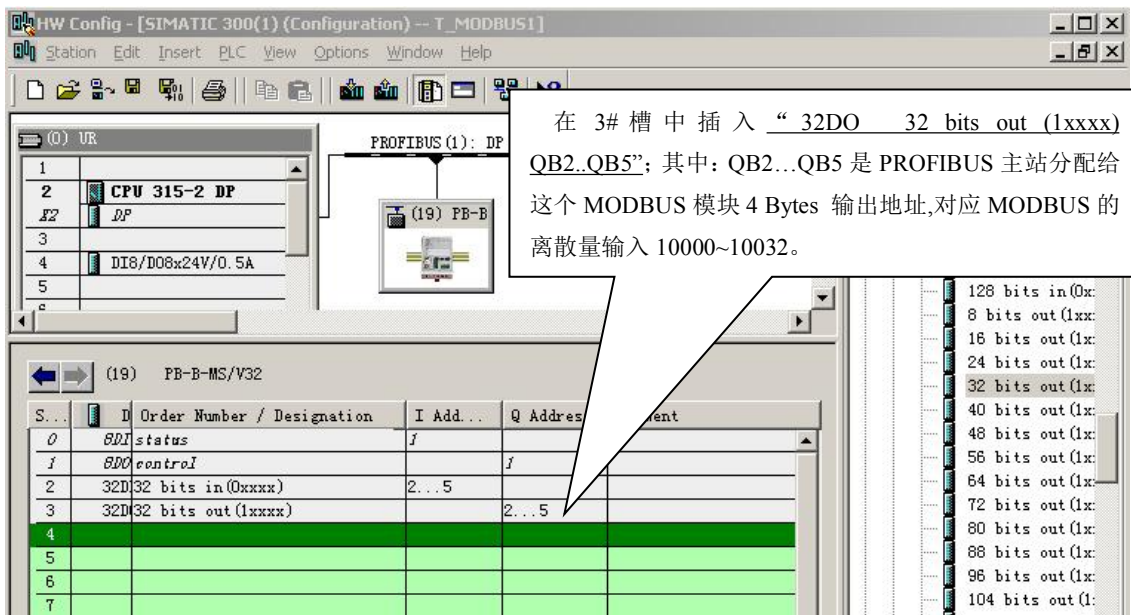 HW Config - [SIMATIC 300(1) (Configuration) -- T_MODBUS1]
Station Edit Insert PLC View Options Window Help
在 3# 槽 中 插 入 “ 32DO 32 bits out (1xxxx)
QB2..QB5”; 其中: QB2…QB5 是 PROFIBUS 主站分配给
这个 MODBUS 模块 4 Bytes 输出地址,对应 MODBUS 的
离散量输入 10000~10032。
(0) UR
1
2 CPU 315-2 DP
X2 DP
3
4 DI8/DO8x24V/0.5A
5
PROFIBUS(1): DP
(19) PB-B
128 bits in(0x:
8 bits out(1xx:
16 bits out(1x:
24 bits out(1x:
32 bits out(1x:
40 bits out(1x:
48 bits out(1x:
56 bits out(1x:
64 bits out(1x:
72 bits out(1x:
80 bits out(1x:
88 bits out(1x:
96 bits out(1x:
104 bits out(1:
(19) PB-B-MS/V32
S... D Order Number / Designation I Add... Q Addres ent
0 8DI status 1
1 8DO control 1
2 32D 32 bits in(0xxxx) 2...5
3 32D 32 bits out(1xxxx) 2...5
4
5
6
7